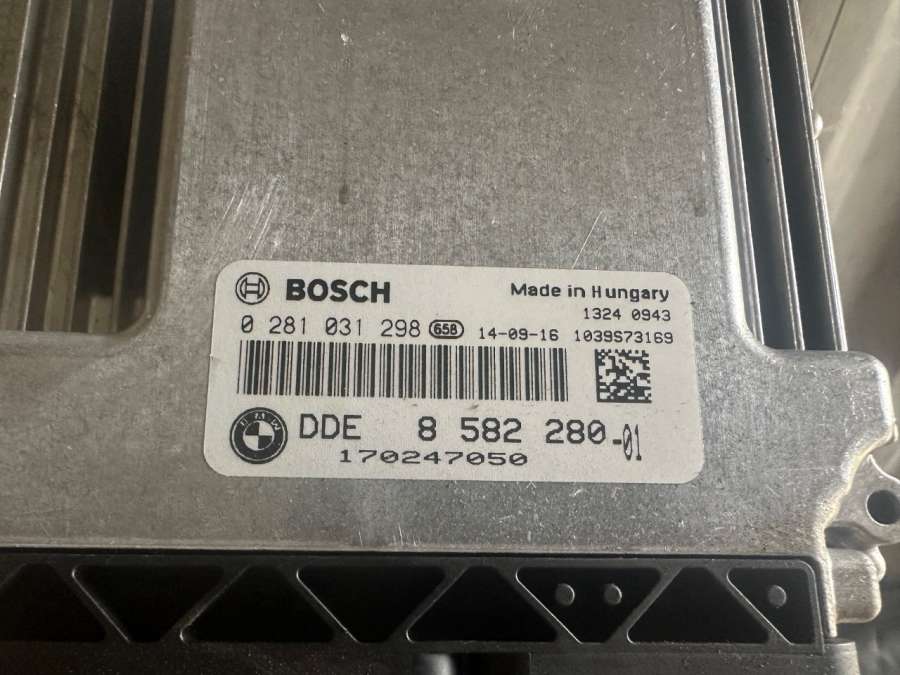 BOSCH Made in Hungary
1324 0943
0 281 031 298 658 14-09-16 1039S73169
BMW DDE 8 582 280-01
170247050